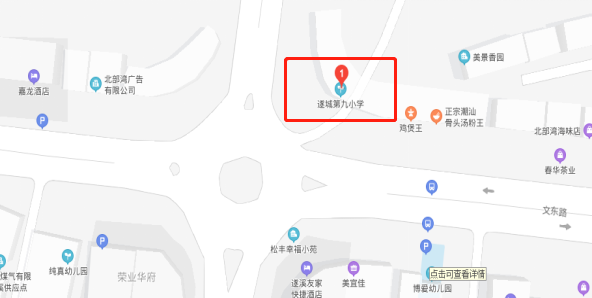 美景香园
嘉龙酒店
北部湾广告
有限公司
1
遂城第九小学
P
鸡煲王
正宗潮汕
骨头汤粉王
北部湾海味店
春华茶业
文东路
松丰幸福小苑
P
P
纯真幼儿园
煤气有限
溪供应点
荣业华府
遂溪友家
快捷酒店
美宜佳
点击可查看详情
博爱幼儿园